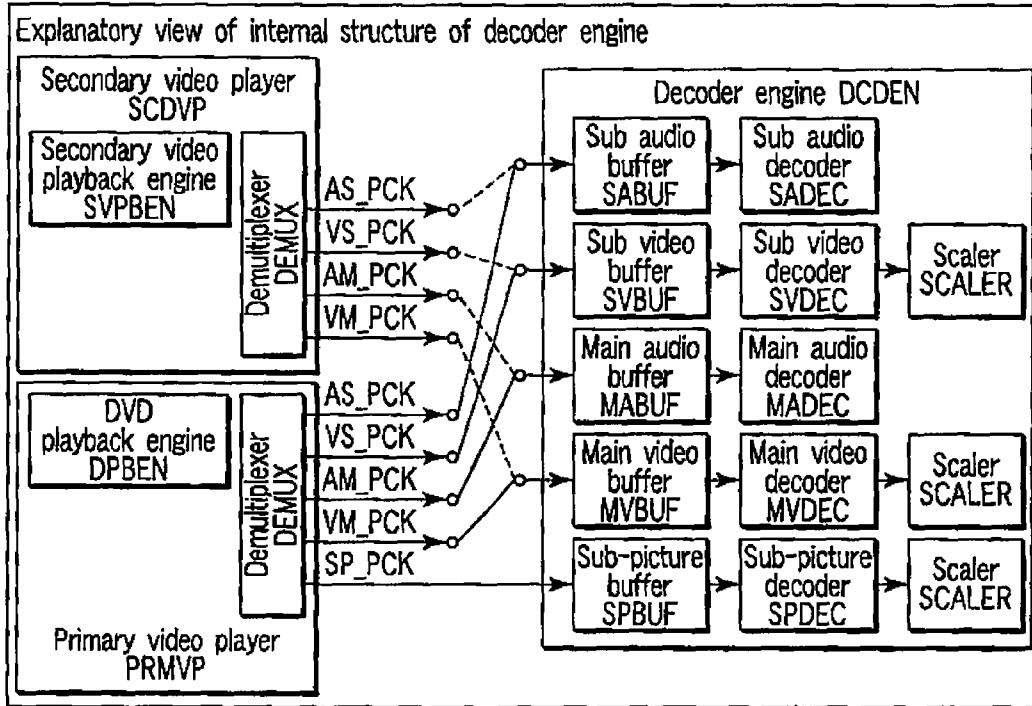 Explanatory view of internal structure of decoder engine
Secondary video player
SCDVP
Secondary video
playback engine
SVPBEN
Demultiplexer
DEMUX
AS_PCK
VS_PCK
AM_PCK
VM_PCK
DVD
playback engine
DPBEN
Demultiplexer
DEMUX
AS_PCK
VS_PCK
AM_PCK
VM_PCK
SP_PCK
Primary video player
PRMVP
Decoder engine DCDEN
Sub audio
buffer
SABUF
Sub audio
decoder
SADEC
Sub video
buffer
SVBUF
Sub video
decoder
SVDEC
Scaler
SCALER
Main audio
buffer
MABUF
Main audio
decoder
MADEC
Main video
buffer
MVBUF
Main video
decoder
MVDEC
Scaler
SCALER
Sub-picture
buffer
SPBUF
Sub-picture
decoder
SPDEC
Scaler
SCALER